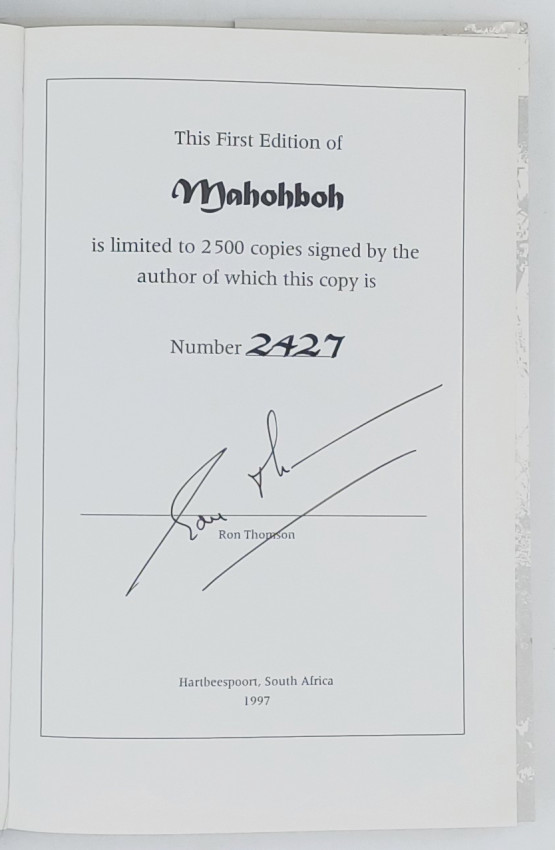 This First Edition of
Mahohboh
is limited to 2500 copies signed by the
author of which this copy is
Number 2427
Ron Thomson
Hartbeespoort, South Africa
1997